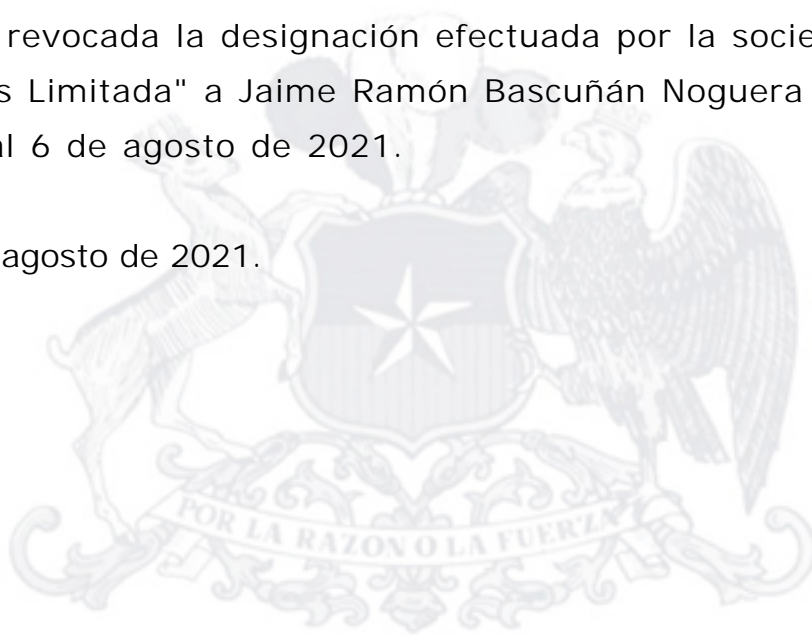 revocada la designación efectuada por la socie
s Limitada" a Jaime Ramón Bascuñán Noguera
al 6 de agosto de 2021.
agosto de 2021.
POR LA RAZON O LA FUERZA